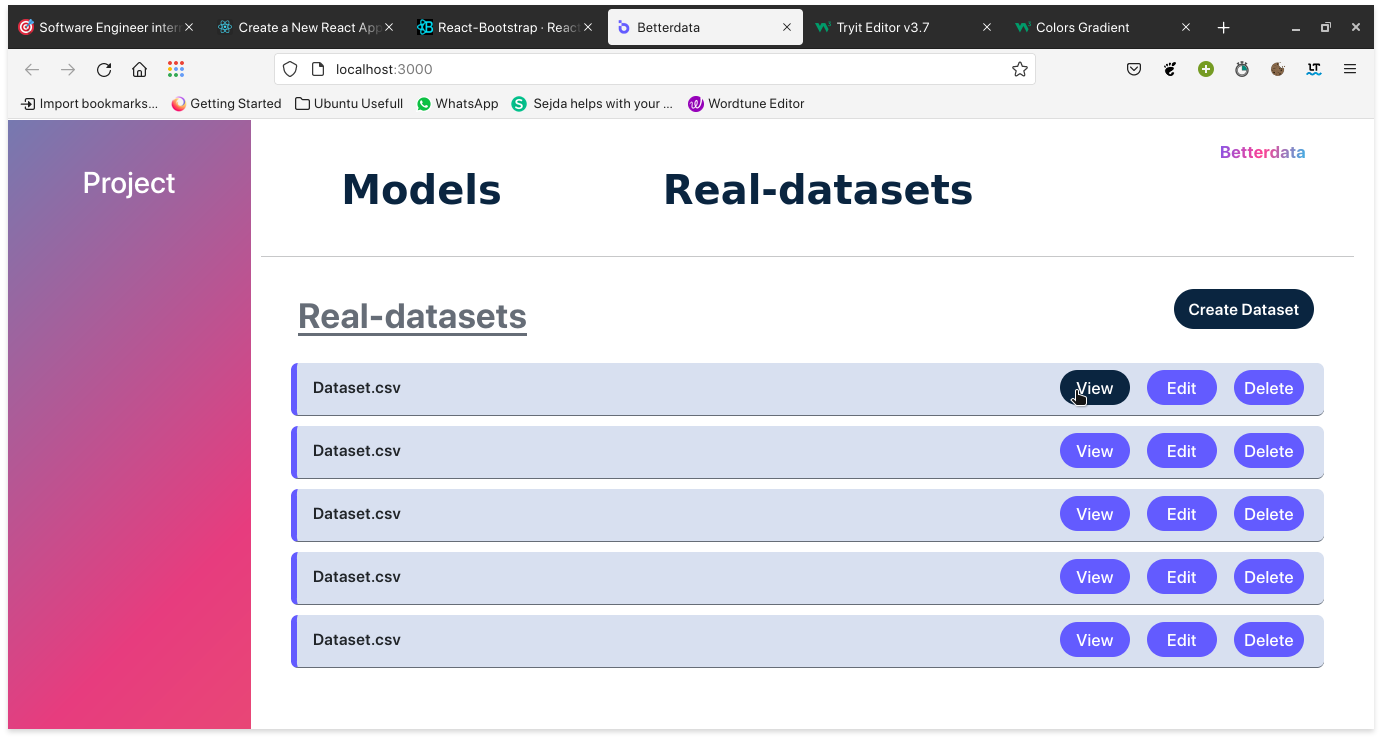 Software Engineer inter
Create a New React App
React-Bootstrap · React
Betterdata
Tryit Editor v3.7
Colors Gradient
localhost:3000
Import bookmarks...
Getting Started
Ubuntu Usefull
WhatsApp
Sejda helps with your ...
Wordtune Editor
Project
Models
Real-datasets
Betterdata
Real-datasets
Create Dataset
Dataset.csv View Edit Delete
Dataset.csv View Edit Delete
Dataset.csv View Edit Delete
Dataset.csv View Edit Delete
Dataset.csv View Edit Delete